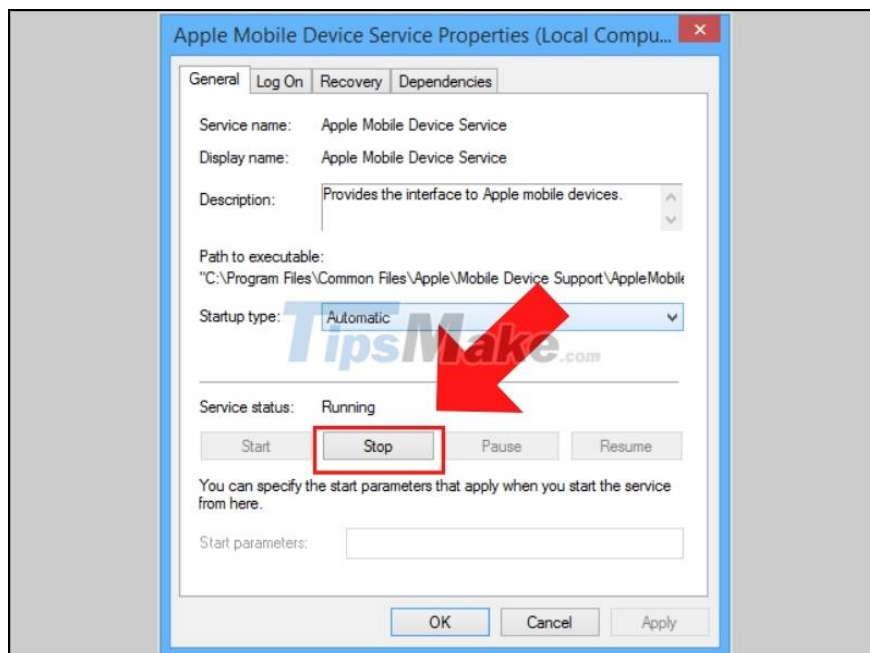 Apple Mobile Device Service Properties (Local Compu...
General Log On Recovery Dependencies
Service name: Apple Mobile Device Service
Display name: Apple Mobile Device Service
Description: Provides the interface to Apple mobile devices.
Path to executable:
"C:\Program Files\Common Files\Apple\Mobile Device Support\AppleMobile
Startup type: Automatic
TipsMake.com
Service status: Running
Start Stop Pause Resume
You can specify the start parameters that apply when you start the service
from here.
Start parameters:
OK Cancel Apply